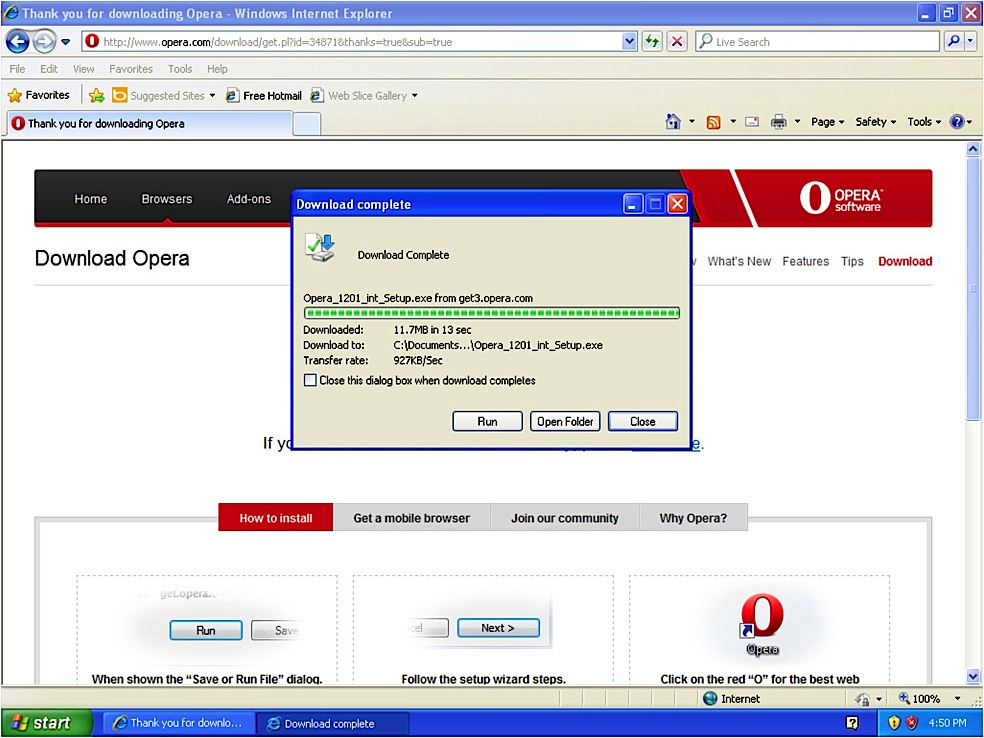 Thank you for downloading Opera - Windows Internet Explorer
http://www.opera.com/download/get.pl?id=34871&thanks=true&sub=true
Live Search
File Edit View Favorites Tools Help
Favorites Suggested Sites Free Hotmail Web Slice Gallery
Thank you for downloading Opera
Page Safety Tools
Home Browsers Add-ons
OPERA
software
Download Opera
What's New Features Tips Download
Download complete
Download Complete
Opera_1201_int_Setup.exe from get3.opera.com
Downloaded: 11.7MB in 13 sec
Download to: C:\Documents...\Opera_1201_int_Setup.exe
Transfer rate: 927KB/Sec
Close this dialog box when download completes
Run Open Folder Close
If
How to install Get a mobile browser Join our community Why Opera?
get.opera.
Run Save
Next >
Opera
When shown the “Save or Run File” dialog, Follow the setup wizard steps. Click on the red “O” for the best web
Internet 100%
start Thank you for downlo... Download complete 4:50 PM